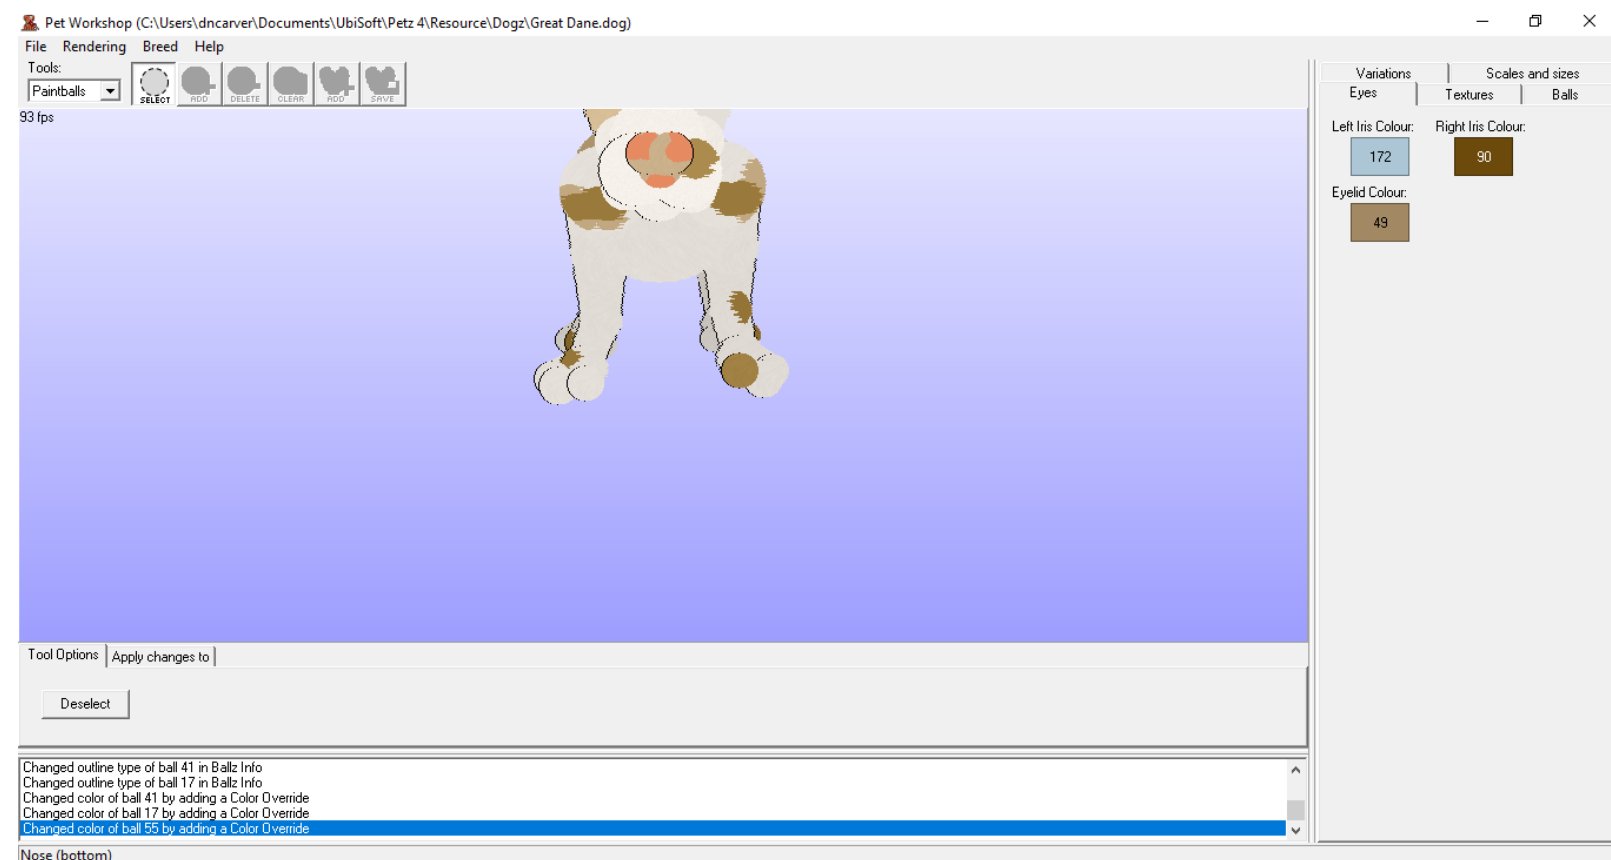 Pet Workshop (C:\Users\dncarver\Documents\UbiSoft\Petz 4\Resource\Dogz\Great Dane.dog)
File Rendering Breed Help
Tools:
Paintballs
SELECT ADD DELETE CLEAR ADD SAVE
93 fps
Variations Scales and sizes
Eyes Textures Balls
Left Iris Colour: Right Iris Colour:
172 90
Eyelid Colour:
49
Tool Options Apply changes to
Deselect
Changed outline type of ball 41 in Ballz Info
Changed outline type of ball 17 in Ballz Info
Changed color of ball 41 by adding a Color Override
Changed color of ball 17 by adding a Color Override
Changed color of ball 55 by adding a Color Override
Nose (bottom)